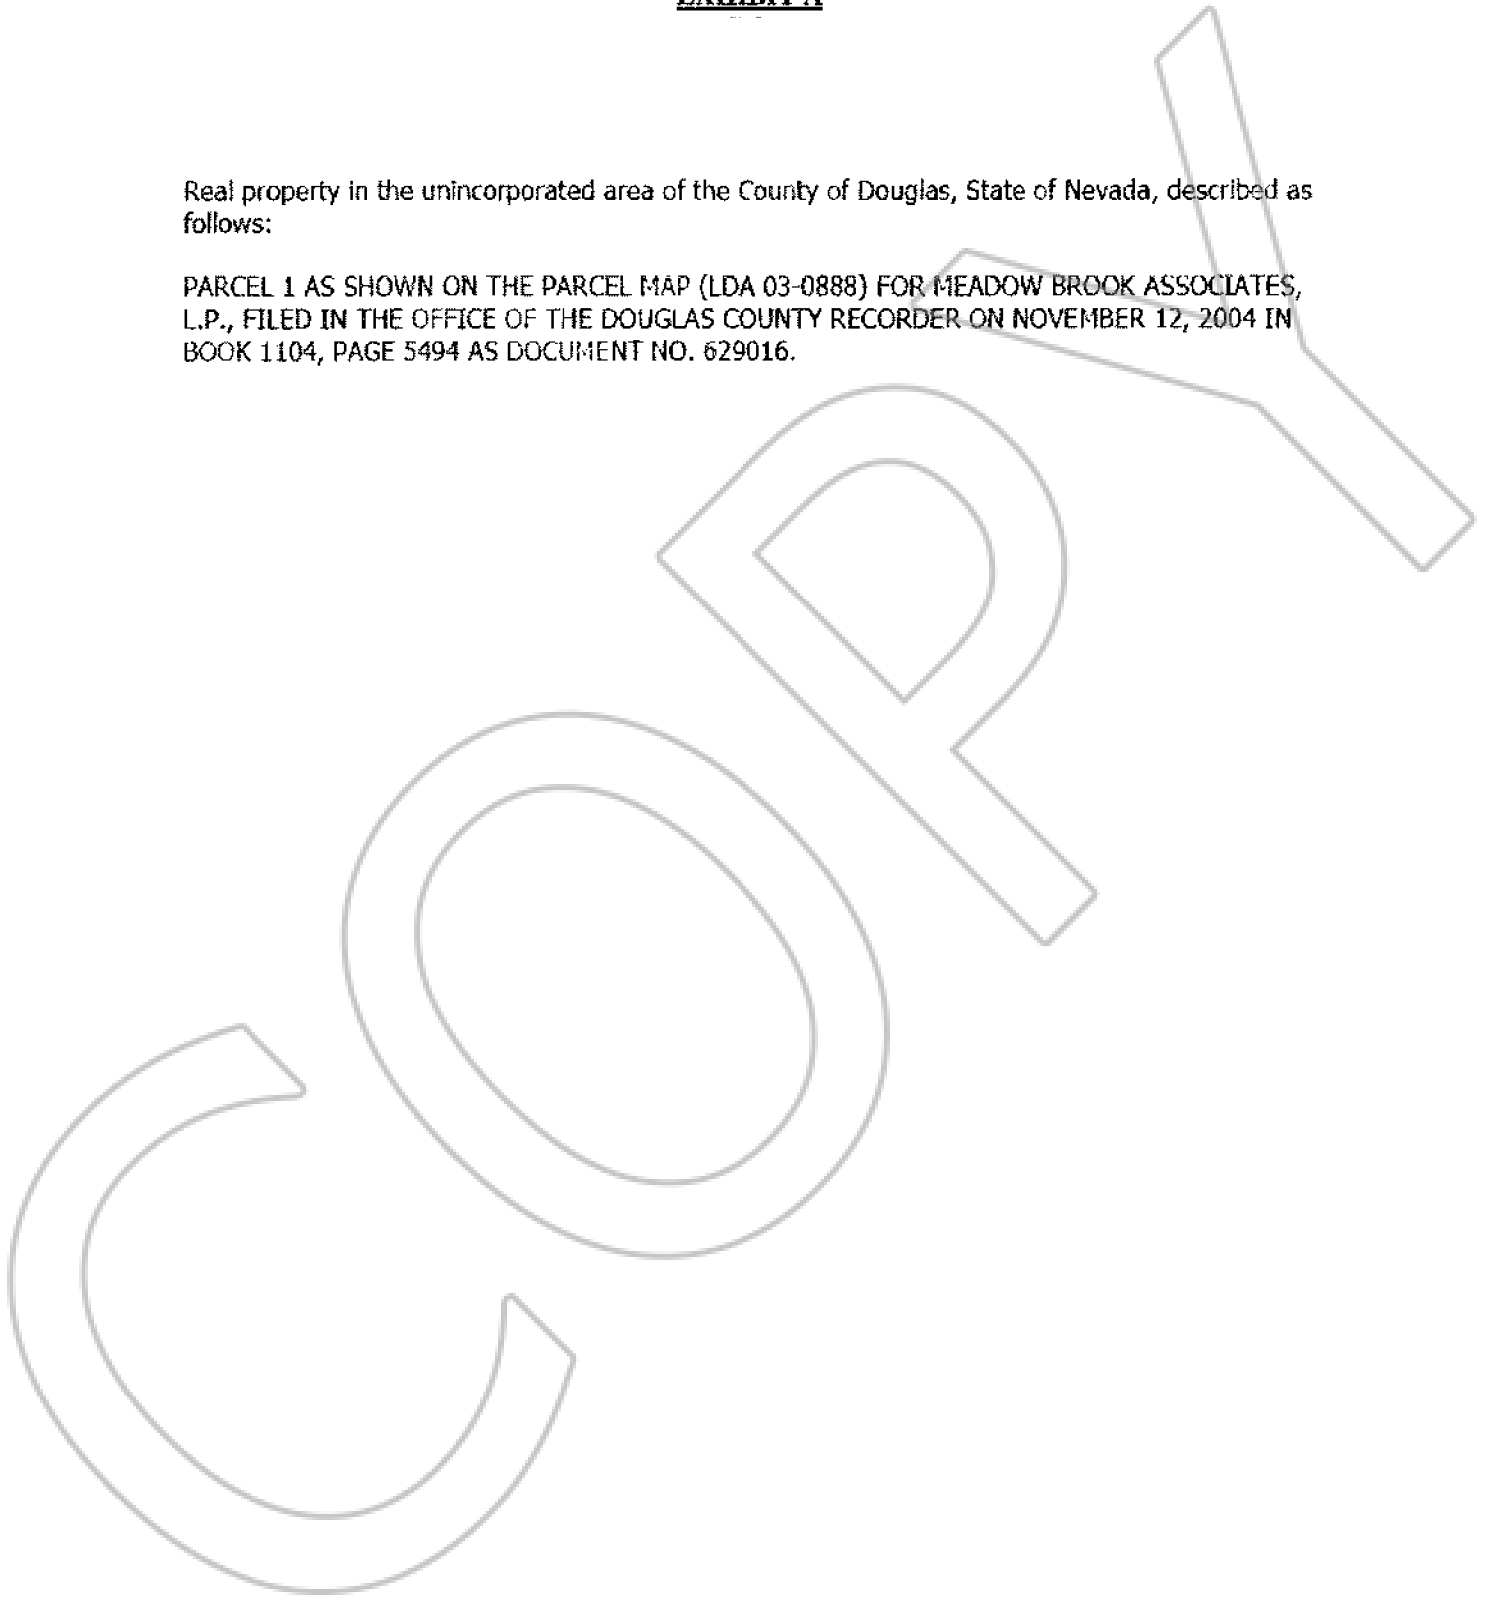 EXHIBIT A
Real property in the unincorporated area of the County of Douglas, State of Nevada, described as
follows:
PARCEL 1 AS SHOWN ON THE PARCEL MAP (LDA 03-0888) FOR MEADOW BROOK ASSOCIATES,
L.P., FILED IN THE OFFICE OF THE DOUGLAS COUNTY RECORDER ON NOVEMBER 12, 2004 IN
BOOK 1104, PAGE 5494 AS DOCUMENT NO. 629016.
COPY